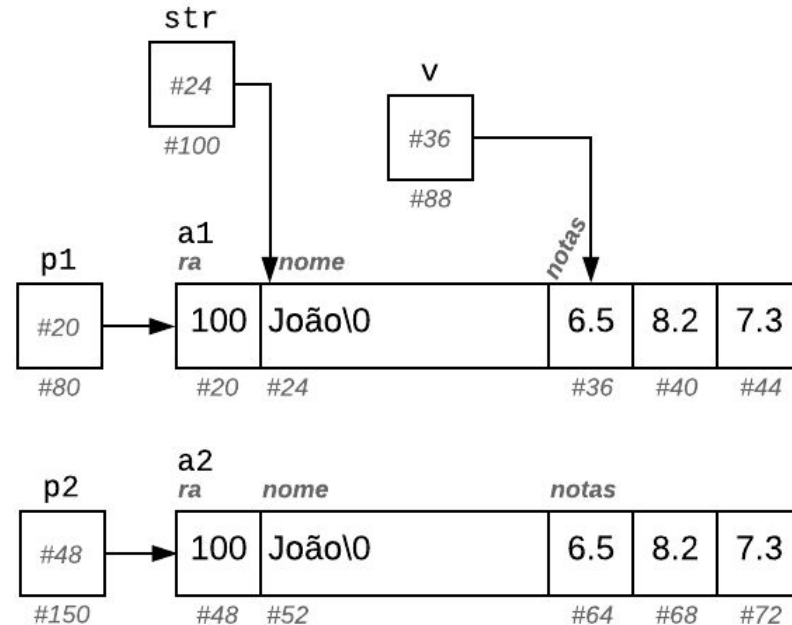 str
#24
#100
v
#36
#88
p1
#20
#80
a1
ra nome notas
100 João\0 6.5 8.2 7.3
#20 #24 #36 #40 #44
p2
#48
#150
a2
ra nome notas
100 João\0 6.5 8.2 7.3
#48 #52 #64 #68 #72